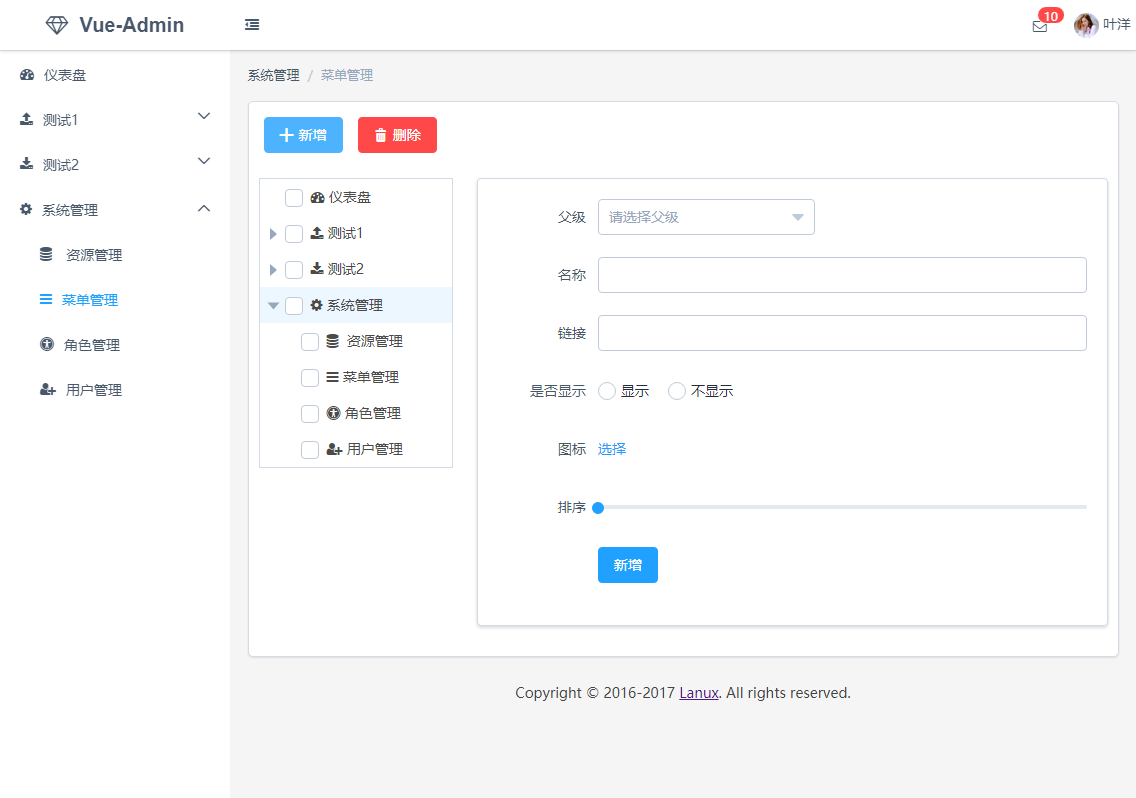 Vue-Admin
10
叶洋
仪表盘
测试1
测试2
系统管理
资源管理
菜单管理
角色管理
用户管理
系统管理 / 菜单管理
新增 删除
仪表盘
测试1
测试2
系统管理
资源管理
菜单管理
角色管理
用户管理
父级 请选择父级
名称
链接
是否显示 显示 不显示
图标 选择
排序
新增
Copyright © 2016-2017 Lanux. All rights reserved.